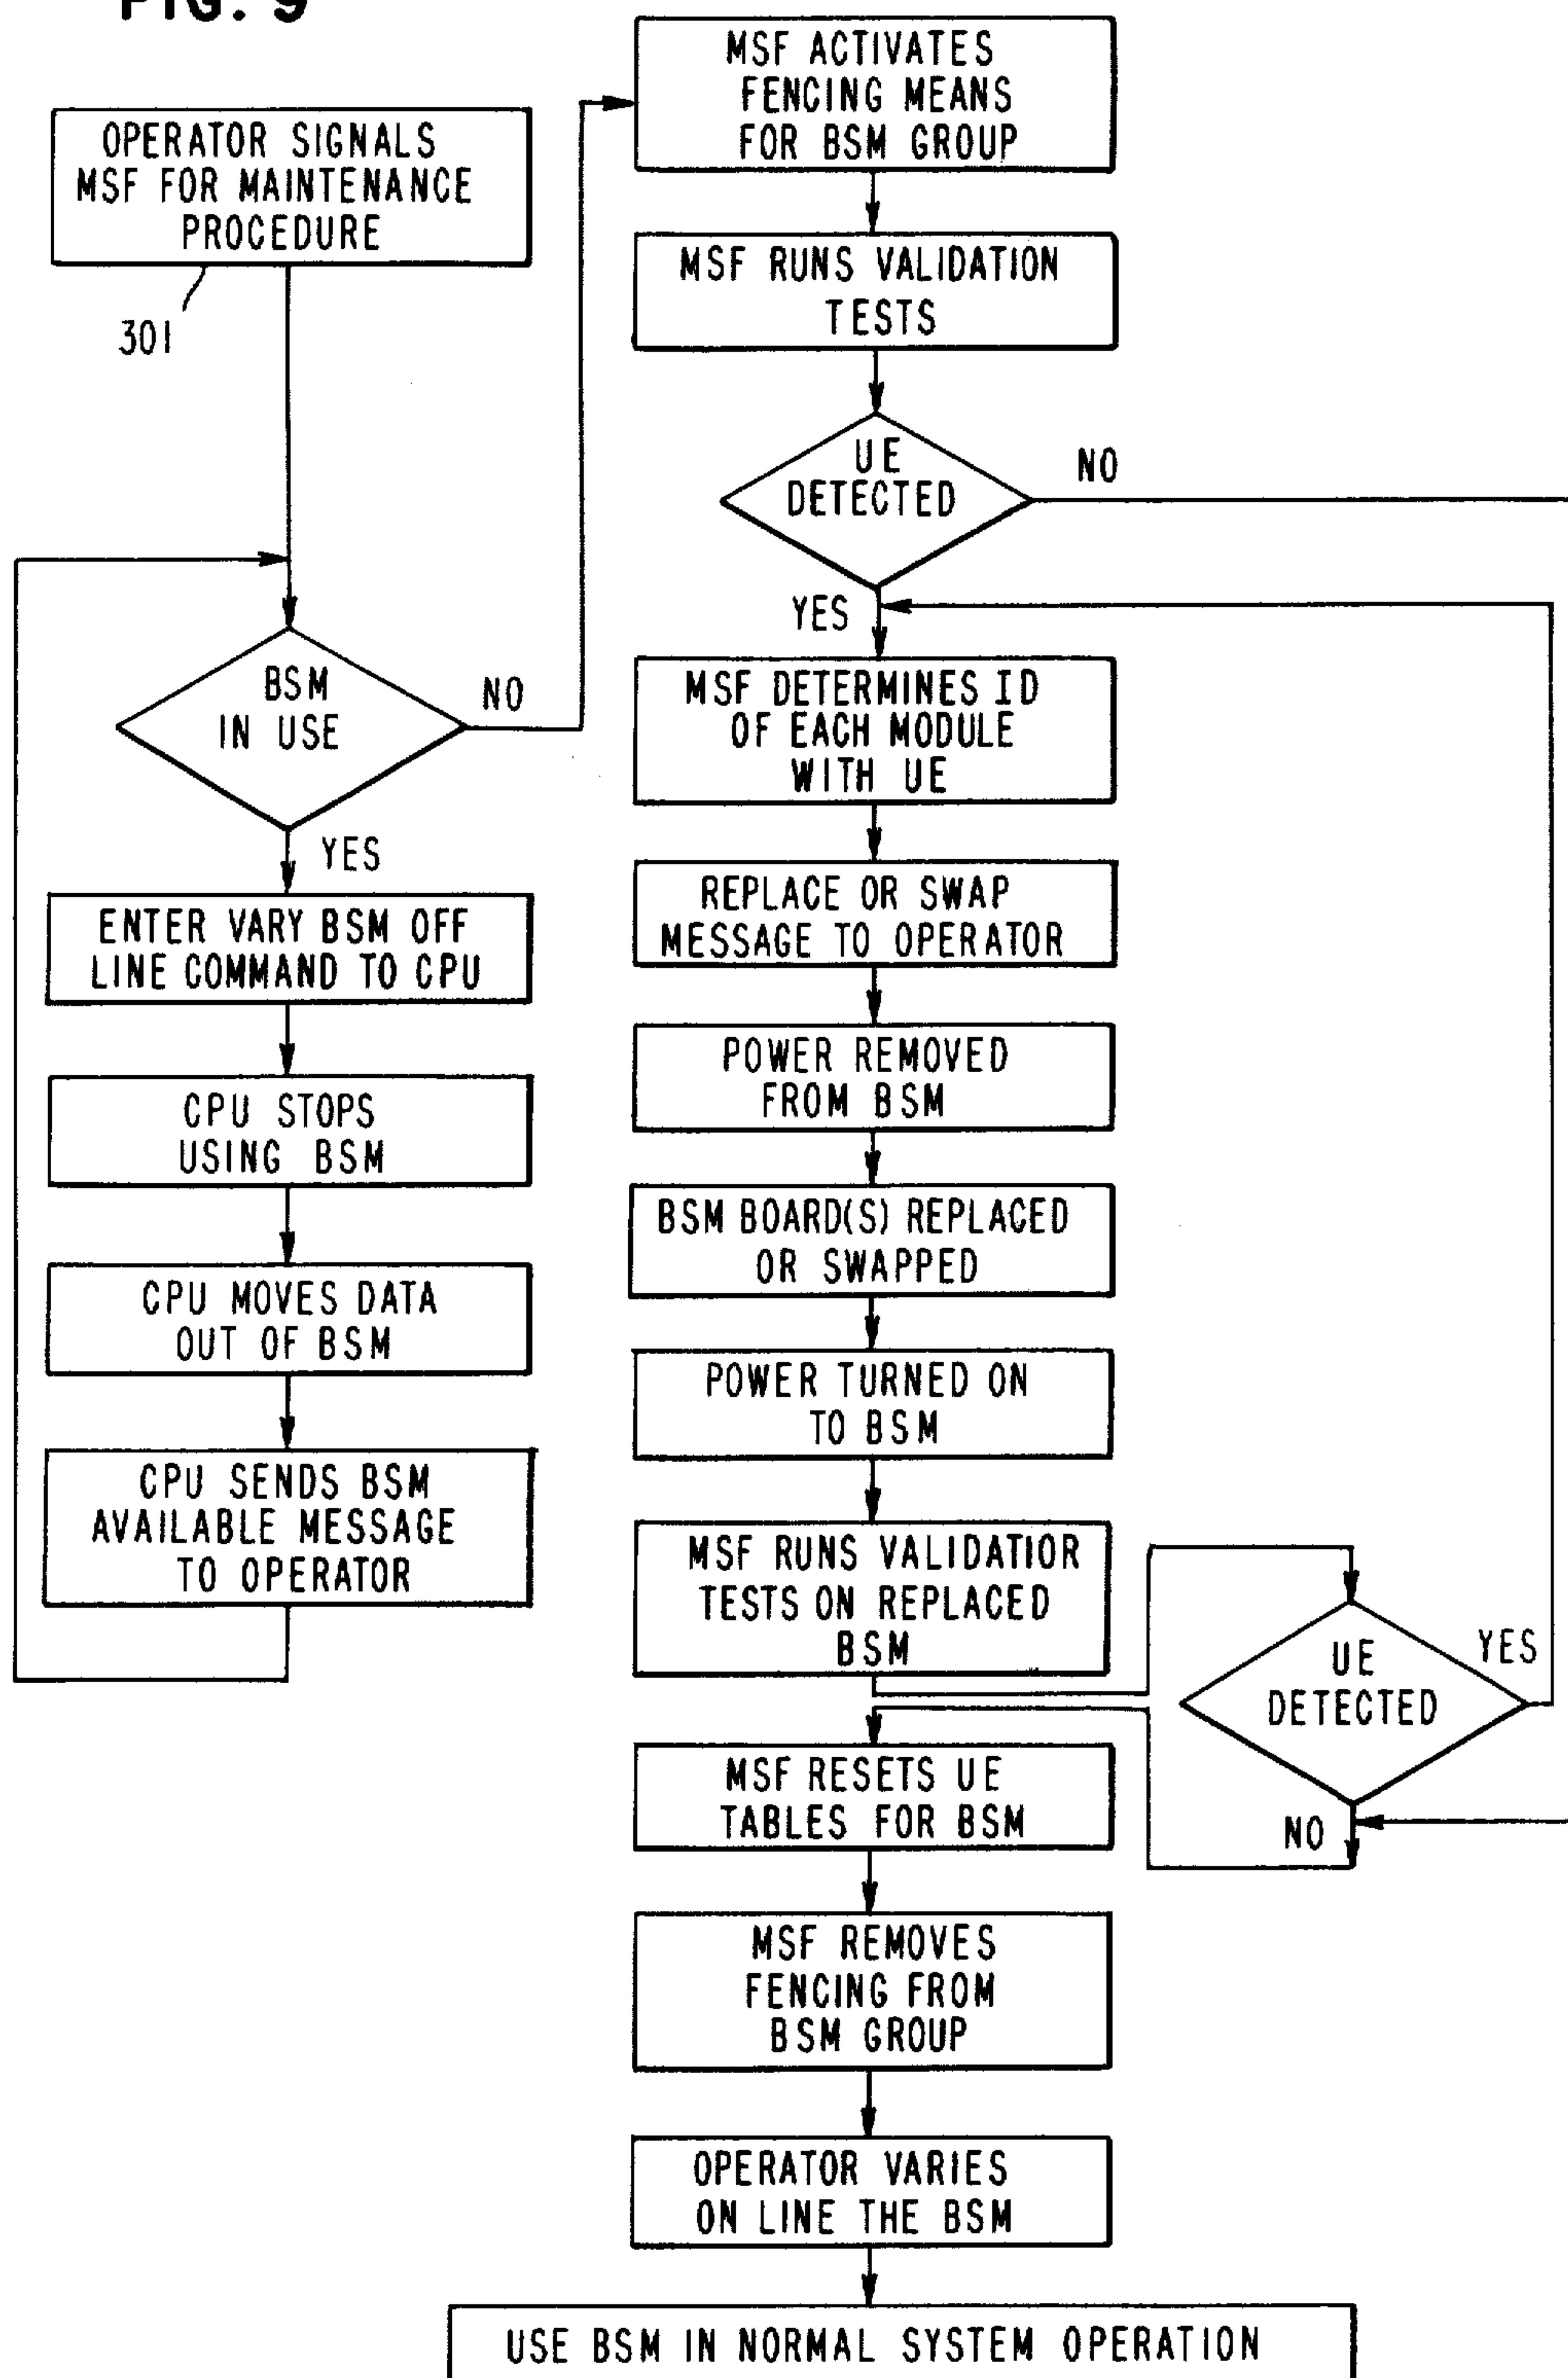 FIG. 9
OPERATOR SIGNALS
MSF FOR MAINTENANCE
PROCEDURE
301
BSM
IN USE
NO
YES
ENTER VARY BSM OFF
LINE COMMAND TO CPU
CPU STOPS
USING BSM
CPU MOVES DATA
OUT OF BSM
CPU SENDS BSM
AVAILABLE MESSAGE
TO OPERATOR
MSF ACTIVATES
FENCING MEANS
FOR BSM GROUP
MSF RUNS VALIDATION
TESTS
UE
DETECTED
NO
YES
MSF DETERMINES ID
OF EACH MODULE
WITH UE
REPLACE OR SWAP
MESSAGE TO OPERATOR
POWER REMOVED
FROM BSM
BSM BOARD(S) REPLACED
OR SWAPPED
POWER TURNED ON
TO BSM
MSF RUNS VALIDATIOR
TESTS ON REPLACED
BSM
UE
DETECTED
YES
NO
MSF RESETS UE
TABLES FOR BSM
MSF REMOVES
FENCING FROM
BSM GROUP
OPERATOR VARIES
ON LINE THE BSM
USE BSM IN NORMAL SYSTEM OPERATION